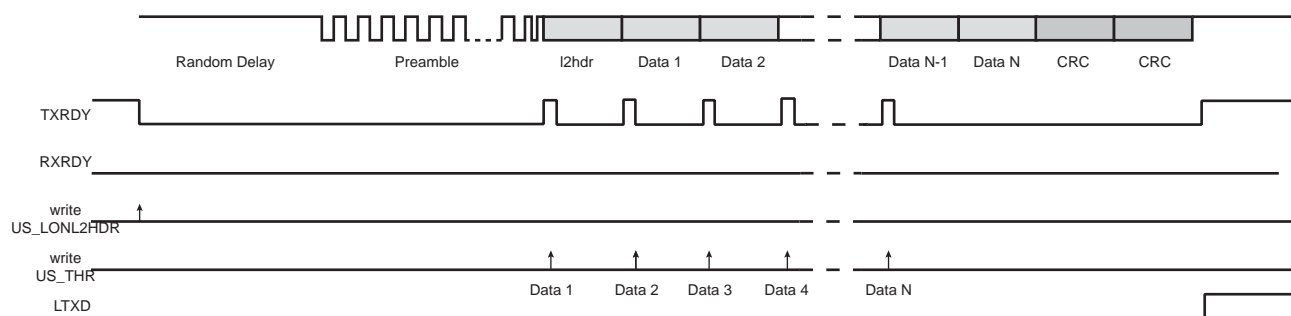 Random Delay Preamble l2hdr Data 1 Data 2 Data N-1 Data N CRC CRC
TXRDY
RXRDY
write
US_LONL2HDR
write
US_THR
Data 1 Data 2 Data 3 Data 4 Data N
LTXD